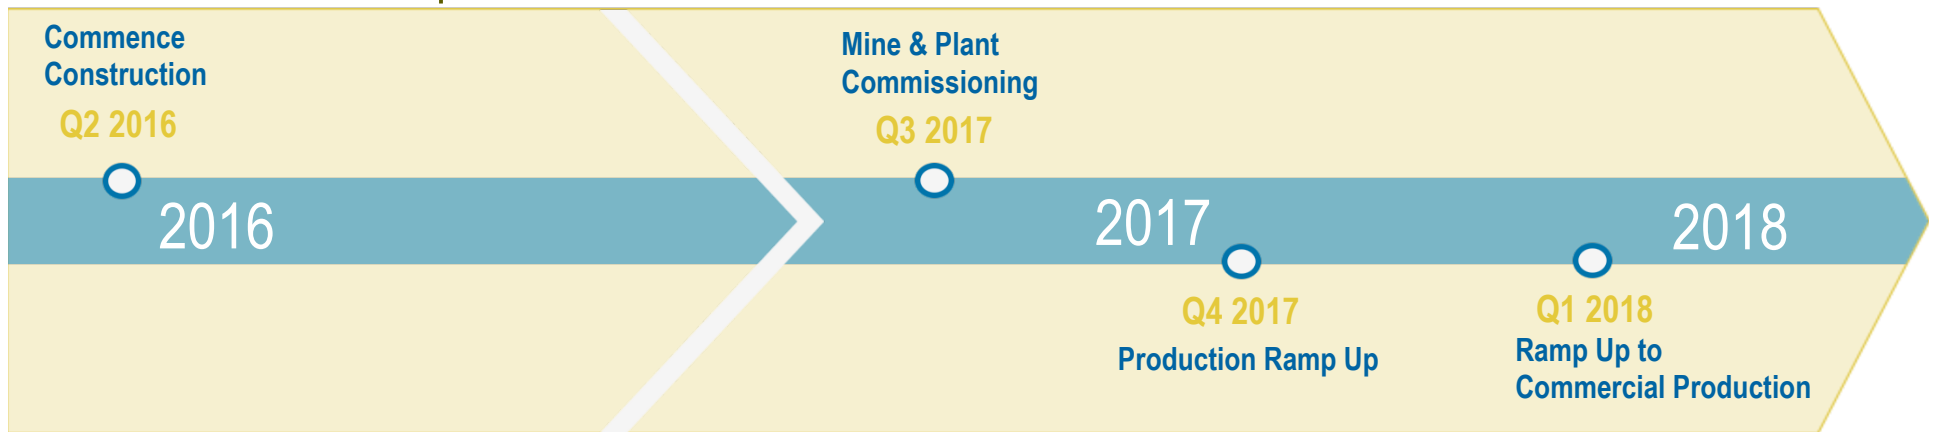 Commence
Construction
Q2 2016
Mine & Plant
Commissioning
Q3 2017
2016
2017
2018
Q4 2017
Production Ramp Up
Q1 2018
Ramp Up to
Commercial Production